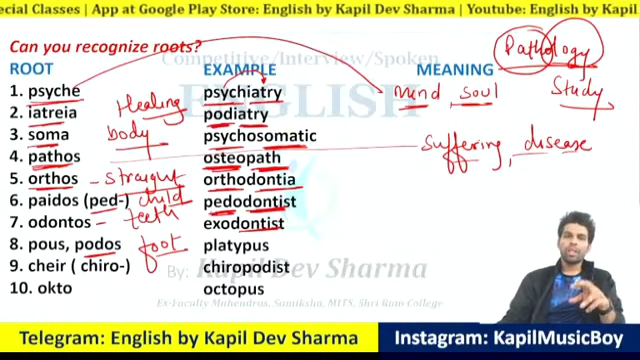 Special Classes | App at Google Play Store: English by Kapil Dev Sharma | Youtube: English by Kapil Dev
Can you recognize roots?
Competitive/Interview/Spoken
ENGLISH
Pathology
Study
ROOT EXAMPLE MEANING
1. psyche psychiatry Mind, soul
2. iatreia Healing podiatry
3. soma body psychosomatic
4. pathos osteopath suffering, disease
5. orthos - straight orthodontia
6. paidos (ped-) child pedodontist
7. odontos - teeth exodontist
8. pous, podos foot platypus
9. cheir ( chiro-) chiropodist
10. okto octopus
By: Kapil Dev Sharma
Ex-Faculty Mahendras, Samiksha, MITS, Shri Ram College
Telegram: English by Kapil Dev Sharma
Instagram: KapilMusicBoy